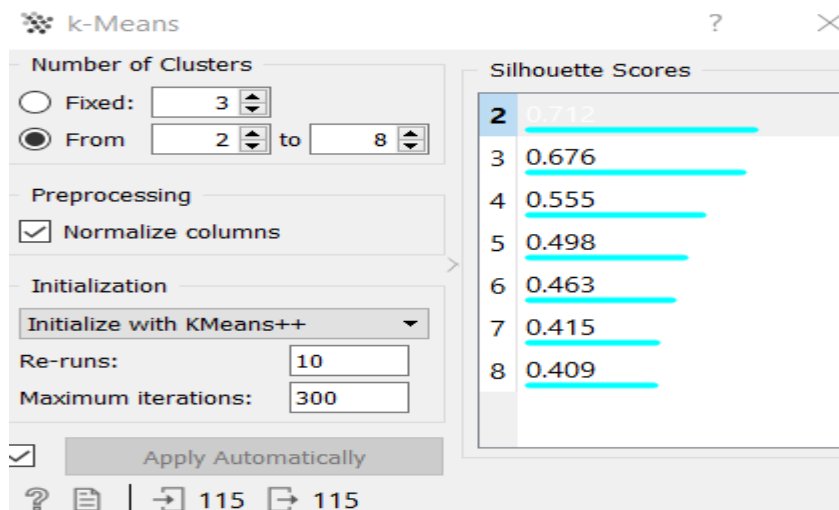 k-Means ?
Number of Clusters
Fixed: 3
From 2 to 8
Preprocessing
Normalize columns
Initialization
Initialize with KMeans++
Re-runs: 10
Maximum iterations: 300
Apply Automatically
? 115 115
Silhouette Scores
2 0.712
3 0.676
4 0.555
5 0.498
6 0.463
7 0.415
8 0.409